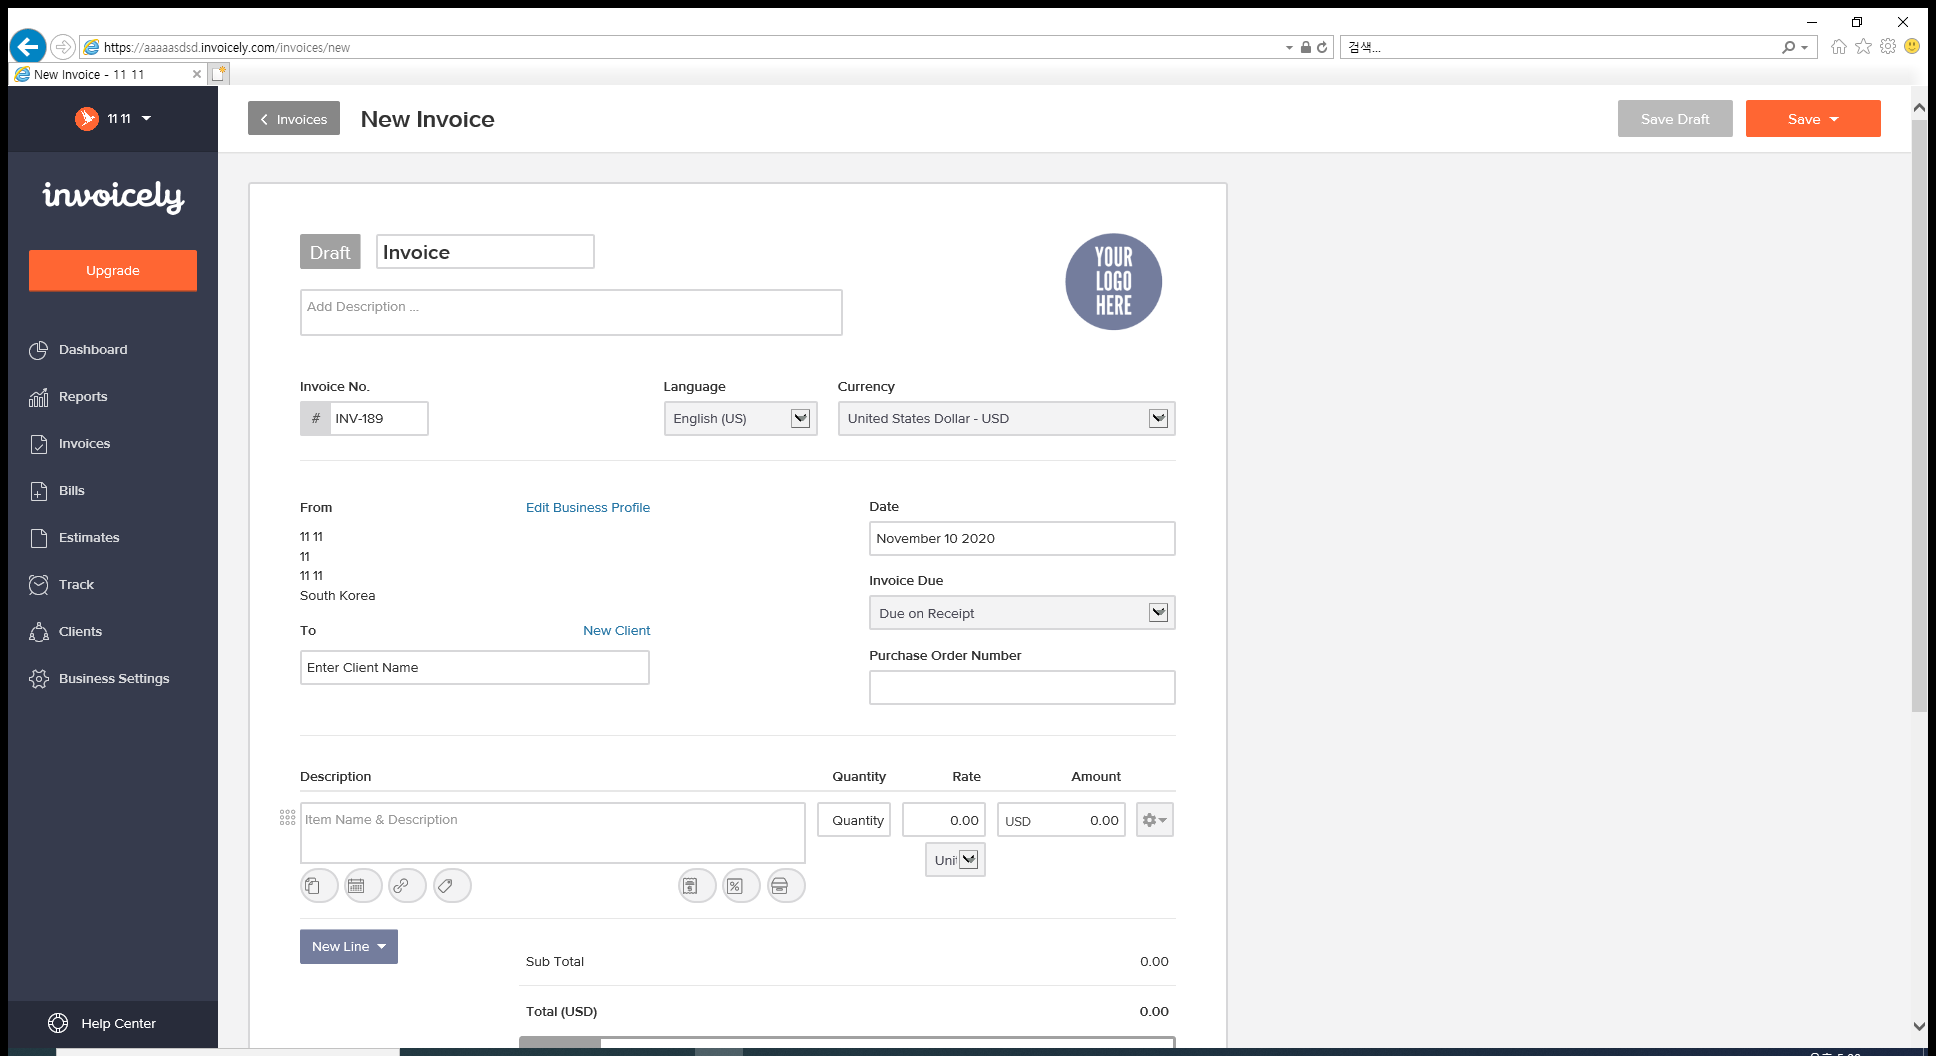 https://aaaaasdsd.invoicely.com/invoices/new
검색...
New Invoice - 11 11
11 11
Invoices
New Invoice
Save Draft
Save
invoicely
Upgrade
Dashboard
Reports
Invoices
Bills
Estimates
Track
Clients
Business Settings
Help Center
Draft
Invoice
YOUR
LOGO
HERE
Add Description ...
Invoice No.
Language
Currency
# INV-189
English (US)
United States Dollar - USD
From
Edit Business Profile
11 11
11
11 11
South Korea
To
New Client
Enter Client Name
Date
November 10 2020
Invoice Due
Due on Receipt
Purchase Order Number
Description
Quantity
Rate
Amount
Item Name & Description
Quantity
0.00
USD
0.00
New Line
Sub Total
0.00
Total (USD)
0.00